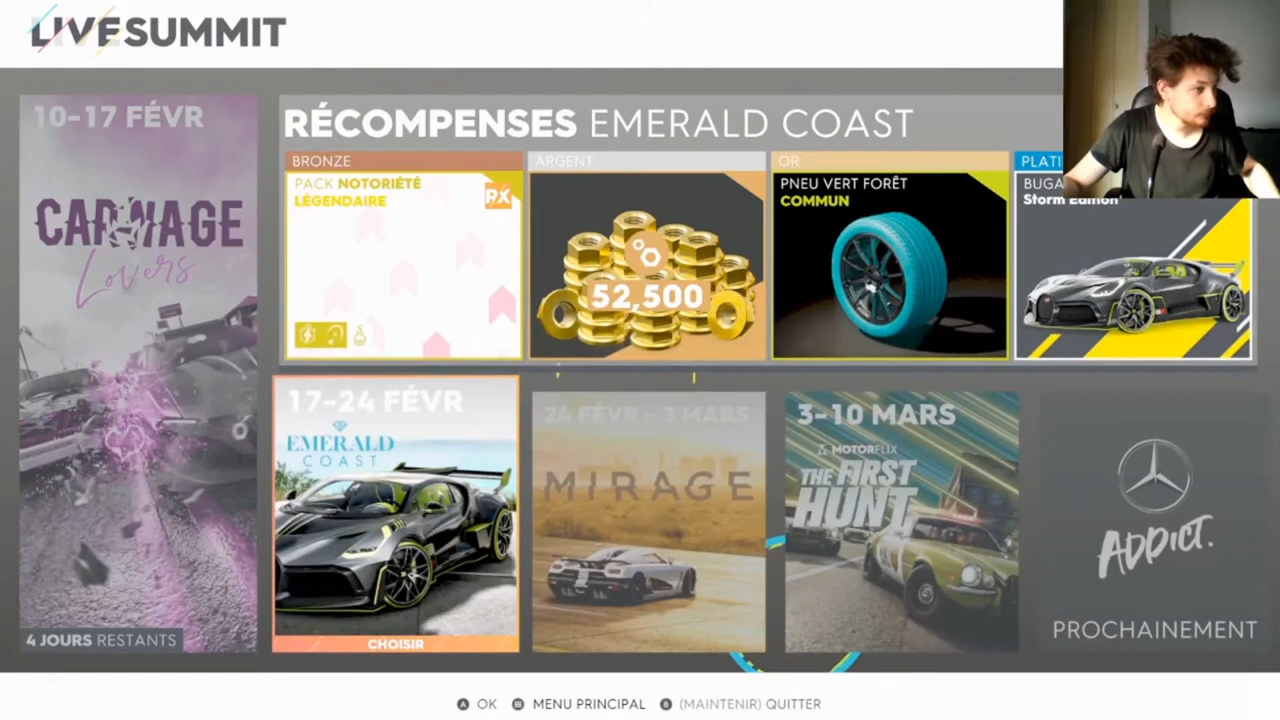 LIVESUMMIT
10-17 FÉVR
CARNAGE
Lovers
4 JOURS RESTANTS
RÉCOMPENSES EMERALD COAST
BRONZE
PACK NOTORIÉTÉ
LÉGENDAIRE
RX
ARGENT
52,500
OR
PNEU VERT FORÊT
COMMUN
Storm Edition
17-24 FÉVR
EMERALD
COAST
CHOISIR
24 FÉVR - 3 MARS
MIRAGE
3-10 MARS
MOTORFLIX
THE FIRST
HUNT
ADDICT.
PROCHAINEMENT
A OK MENU PRINCIPAL B (MAINTENIR) QUITTER